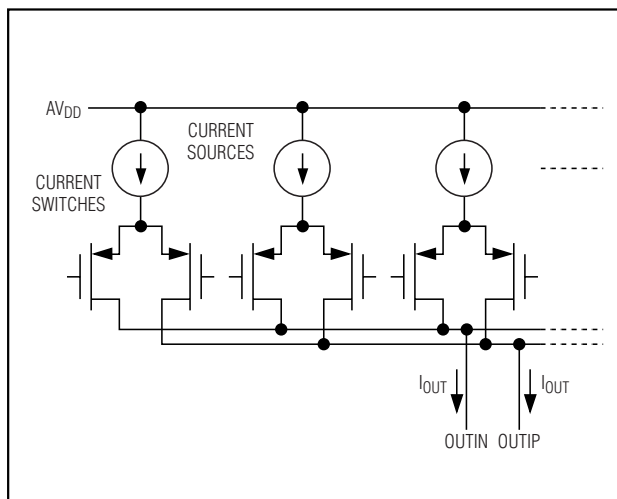 AVDD
CURRENT
SOURCES
CURRENT
SWITCHES
IOUT
IOUT
OUTIN
OUTIP